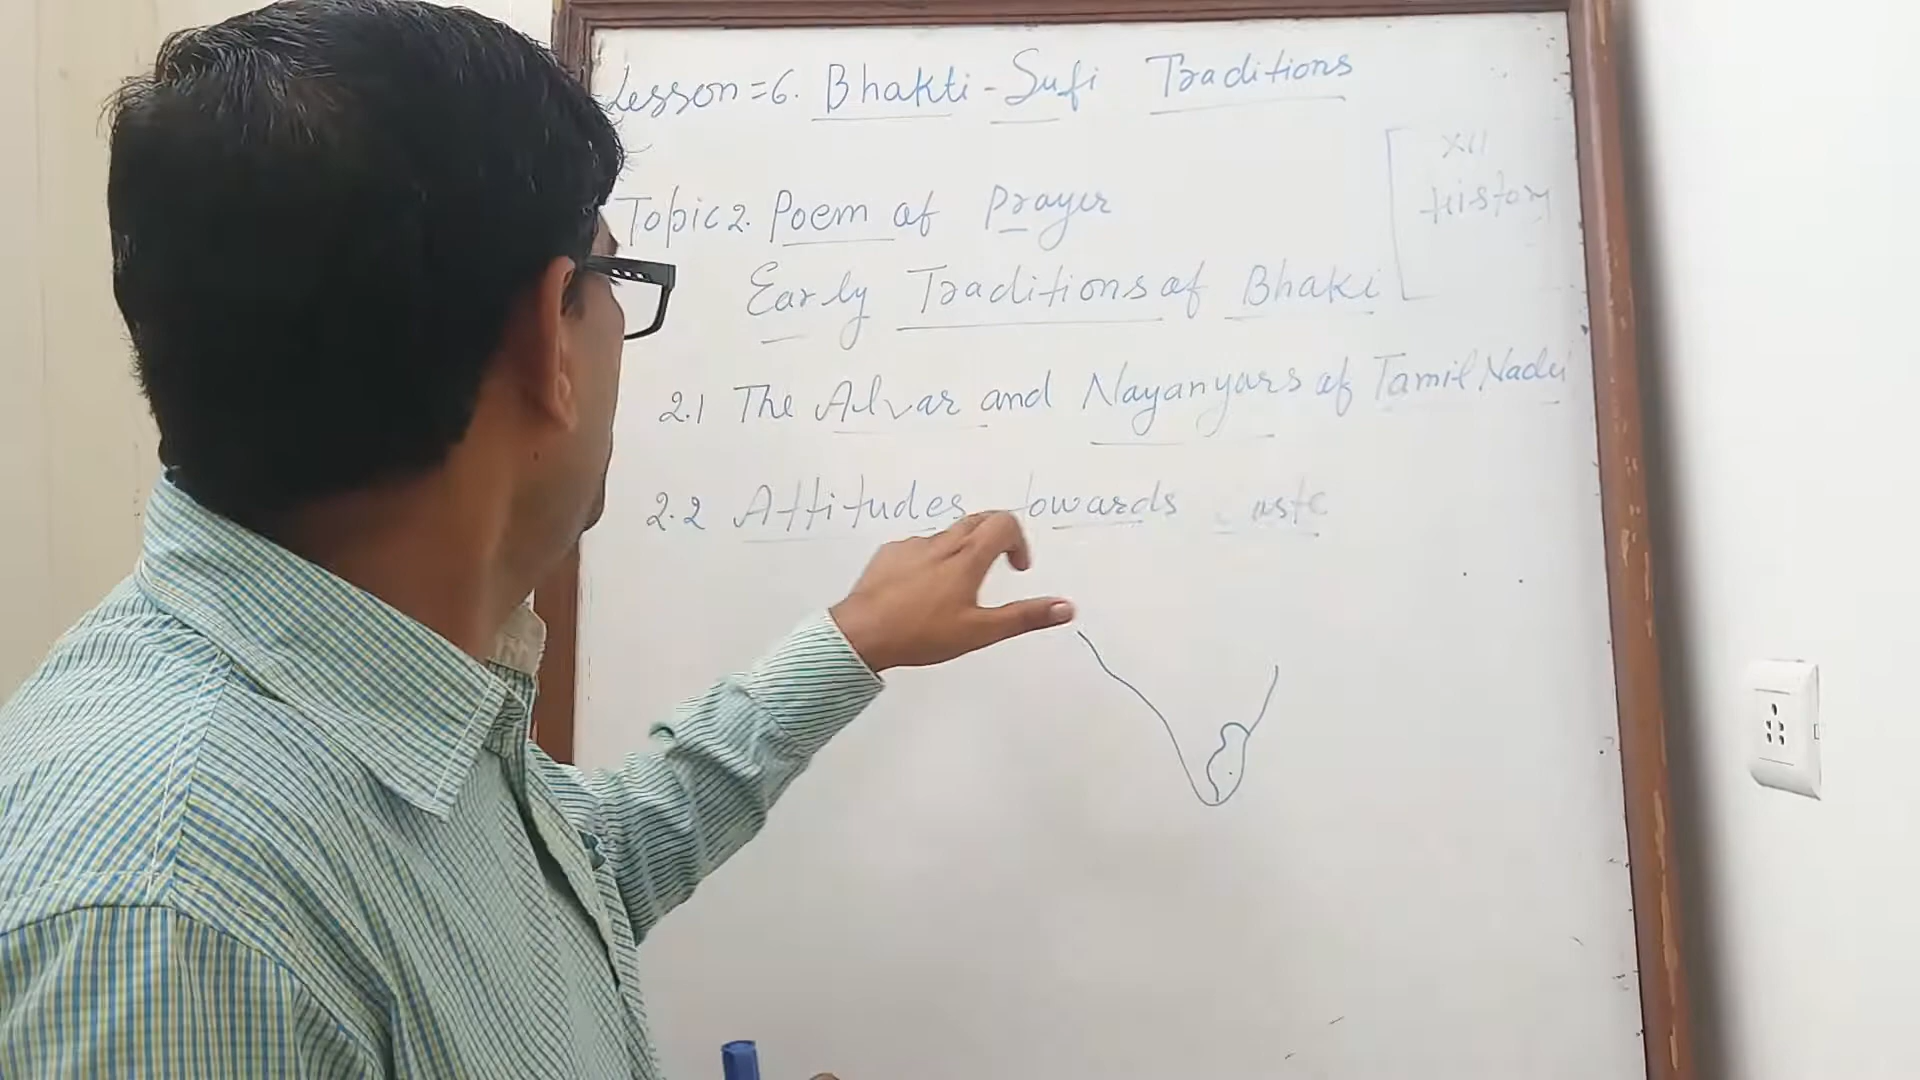 Lesson=6. Bhakti-Sufi Traditions
XII
History
Topic 2. Poem of Prayer
Early Traditions of Bhaki
2.1 The Alvar and Nayanyars of Tamil Nadu
2.2 Attitudes towards caste